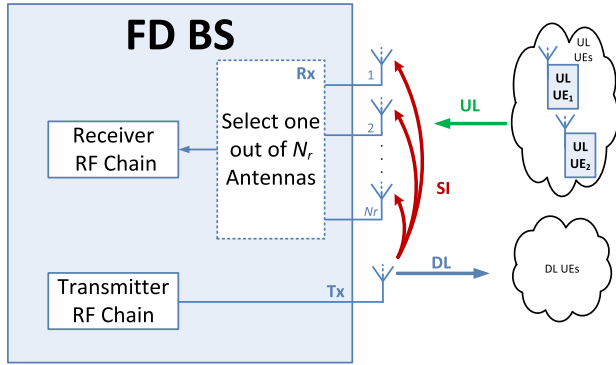 FD BS
Rx
1
2
Nr
Select one
out of Nr
Antennas
Receiver
RF Chain
Transmitter
RF Chain
Tx
SI
UL
DL
UL
UEs
UL
UE1
UL
UE2
DL UEs